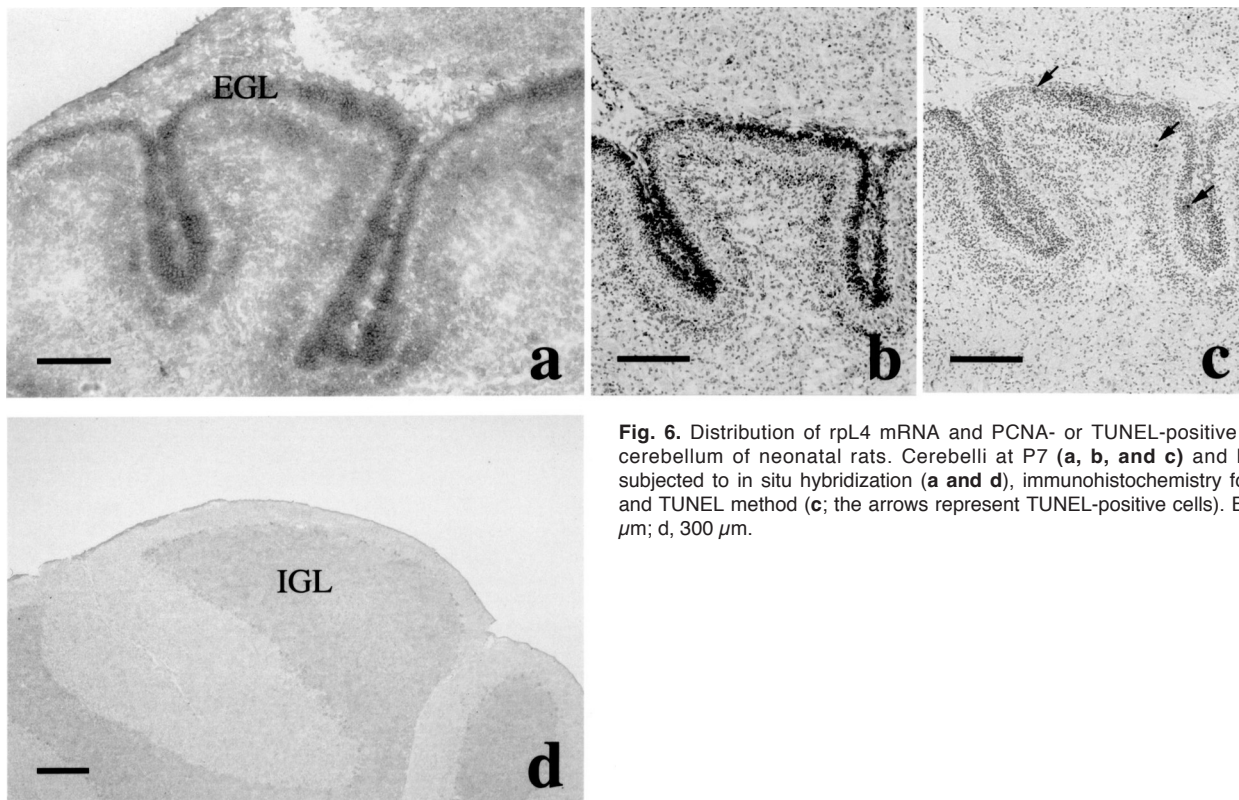 EGL
a
b
c
Fig. 6. Distribution of rpL4 mRNA and PCNA- or TUNEL-positive
cerebellum of neonatal rats. Cerebelli at P7 (a, b, and c) and
subjected to in situ hybridization (a and d), immunohistochemistry
and TUNEL method (c; the arrows represent TUNEL-positive cells).
µm; d, 300 µm.
IGL
d